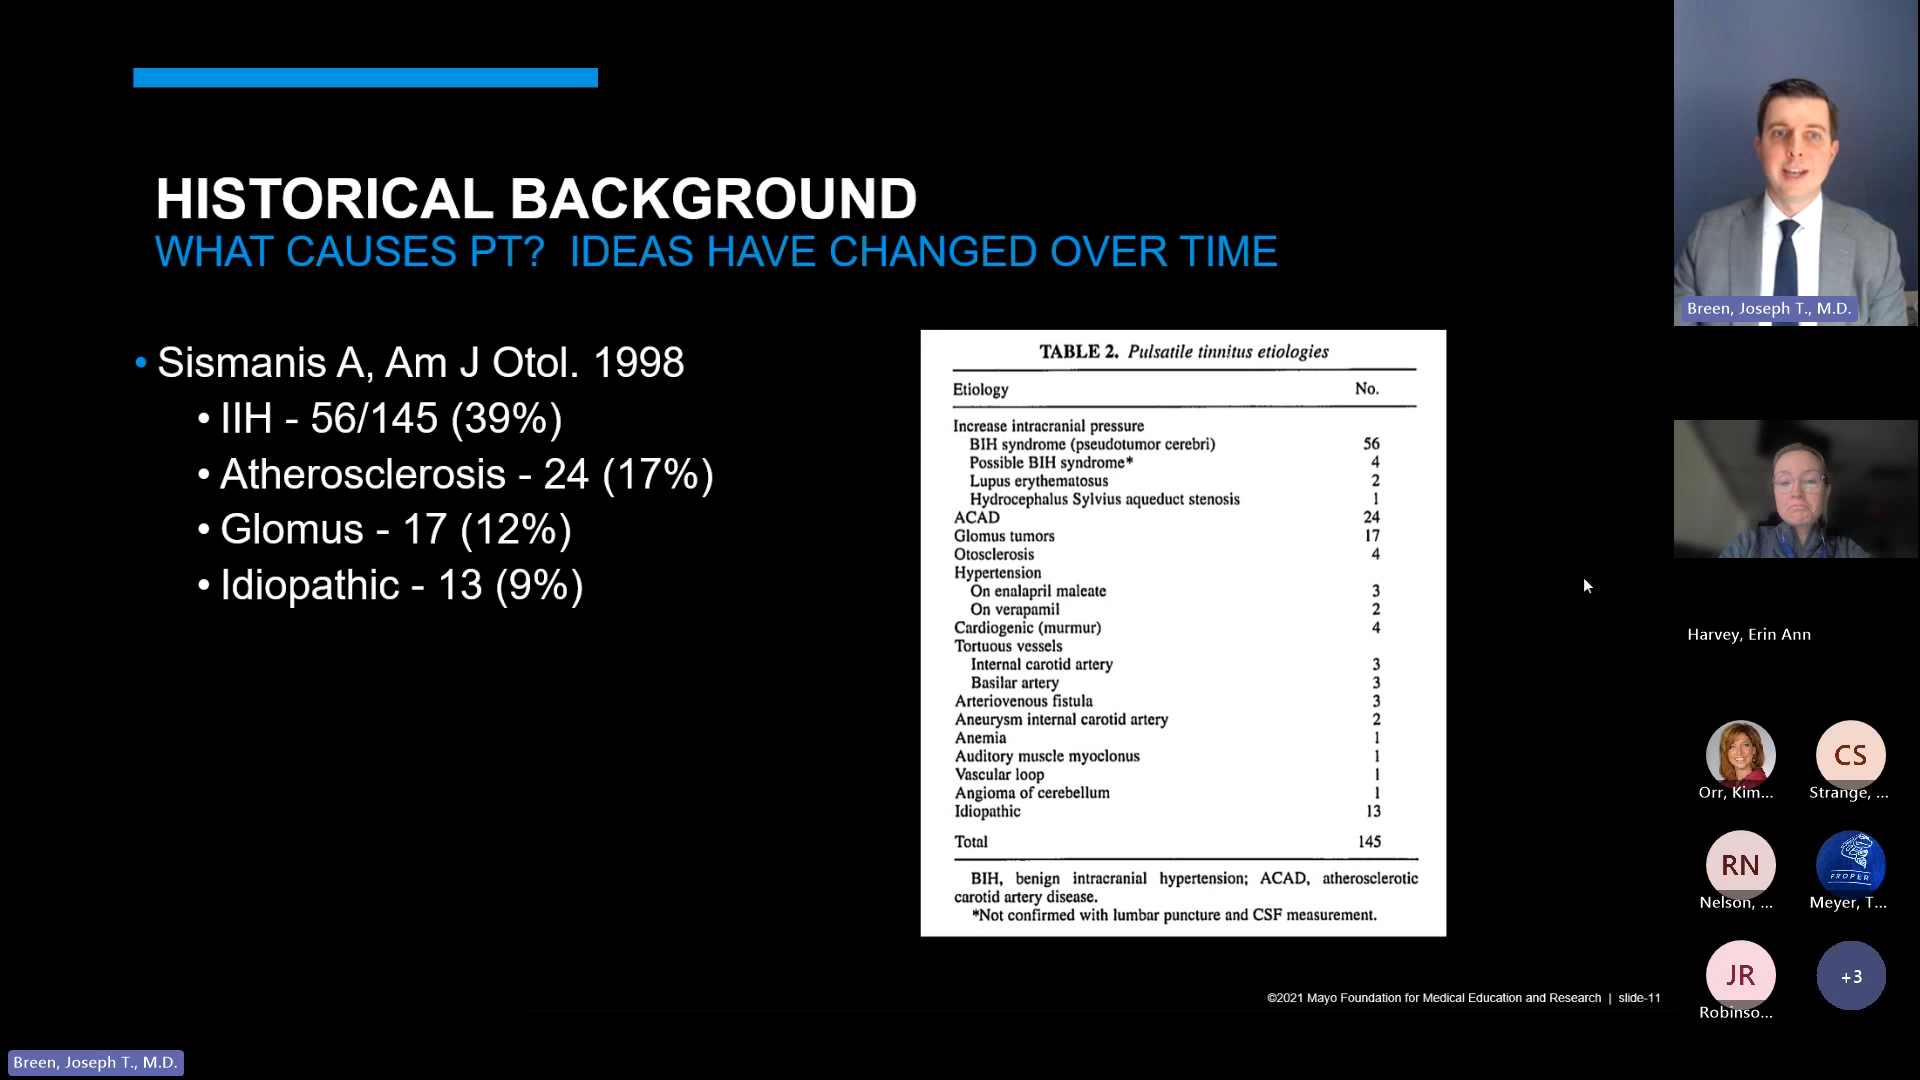 HISTORICAL BACKGROUND
WHAT CAUSES PT? IDEAS HAVE CHANGED OVER TIME
• Sismanis A, Am J Otol. 1998
• IIH - 56/145 (39%)
• Atherosclerosis - 24 (17%)
• Glomus - 17 (12%)
• Idiopathic - 13 (9%)
TABLE 2. Pulsatile tinnitus etiologies
Etiology No.
Increase intracranial pressure
BIH syndrome (pseudotumor cerebri) 56
Possible BIH syndrome* 4
Lupus erythematosus 2
Hydrocephalus Sylvius aqueduct stenosis 1
ACAD 24
Glomus tumors 17
Otosclerosis 4
Hypertension
On enalapril maleate 3
On verapamil 2
Cardiogenic (murmur) 4
Tortuous vessels
Internal carotid artery 3
Basilar artery 3
Arteriovenous fistula 3
Aneurysm internal carotid artery 2
Anemia 1
Auditory muscle myoclonus 1
Vascular loop 1
Angioma of cerebellum 1
Idiopathic 13
Total 145
BIH, benign intracranial hypertension; ACAD, atherosclerotic
carotid artery disease.
*Not confirmed with lumbar puncture and CSF measurement.
©2021 Mayo Foundation for Medical Education and Research | slide-11
Breen, Joseph T., M.D.
Harvey, Erin Ann
Orr, Kim...
CS
Strange, ...
RN
Nelson, ...
PROPER
Meyer, T...
JR
Robinso...
+3
Breen, Joseph T., M.D.